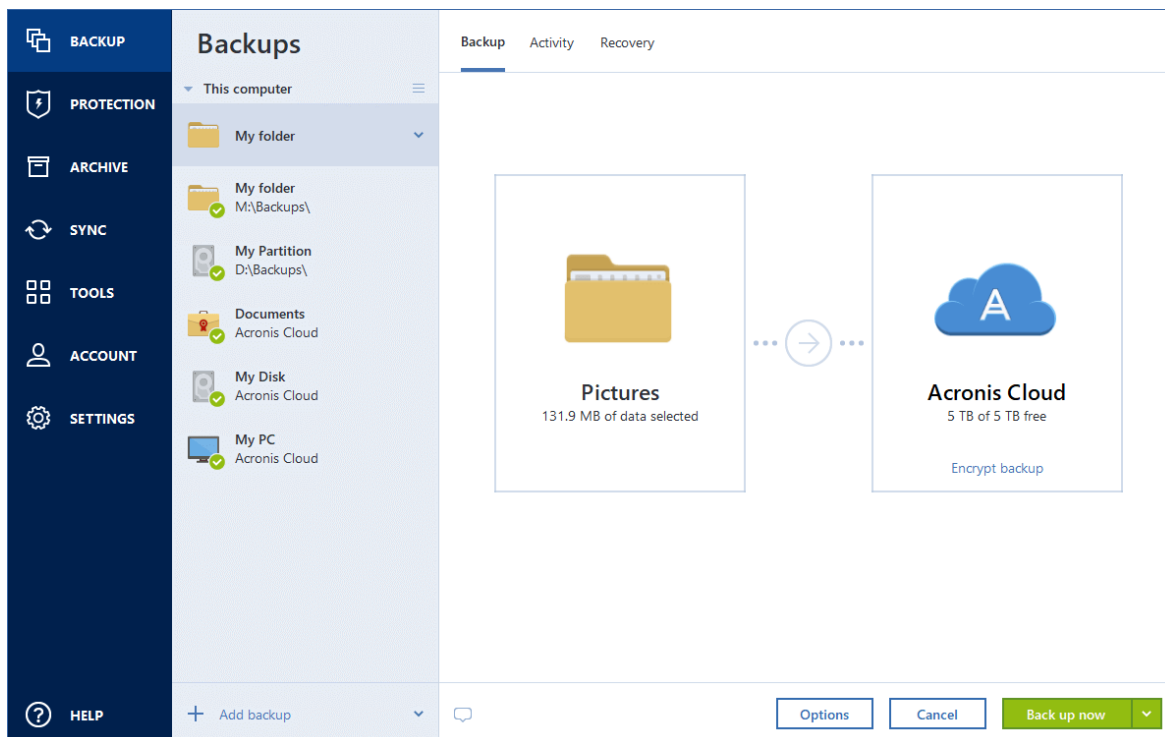 BACKUP
PROTECTION
ARCHIVE
SYNC
TOOLS
ACCOUNT
SETTINGS
HELP
Backups
This computer
My folder
My folder
M:\Backups\
My Partition
D:\Backups\
Documents
Acronis Cloud
My Disk
Acronis Cloud
My PC
Acronis Cloud
Add backup
Backup Activity Recovery
Pictures
131.9 MB of data selected
A
Acronis Cloud
5 TB of 5 TB free
Encrypt backup
Options Cancel Back up now